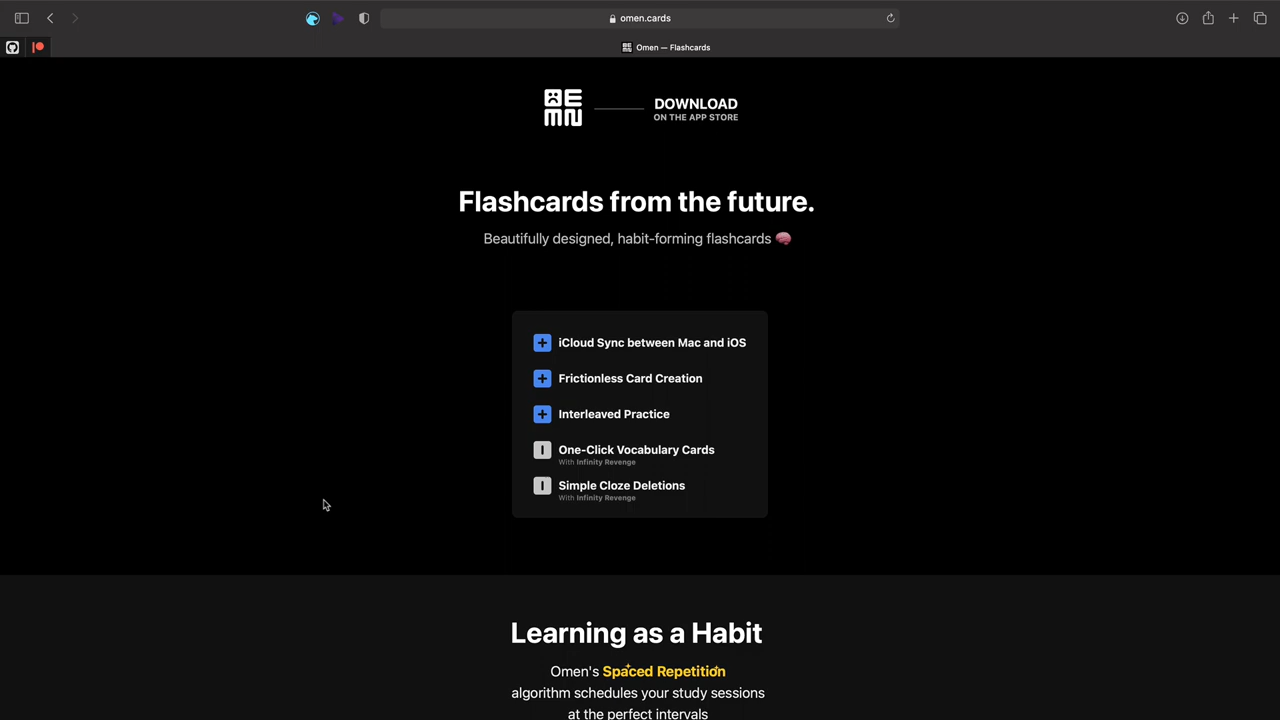 omen.cards
Omen — Flashcards
OEMN
DOWNLOAD
ON THE APP STORE
Flashcards from the future.
Beautifully designed, habit-forming flashcards 🧠
iCloud Sync between Mac and iOS
Frictionless Card Creation
Interleaved Practice
One-Click Vocabulary Cards
With Infinity Revenge
Simple Cloze Deletions
With Infinity Revenge
Learning as a Habit
Omen's Spaced Repetition
algorithm schedules your study sessions
at the perfect intervals